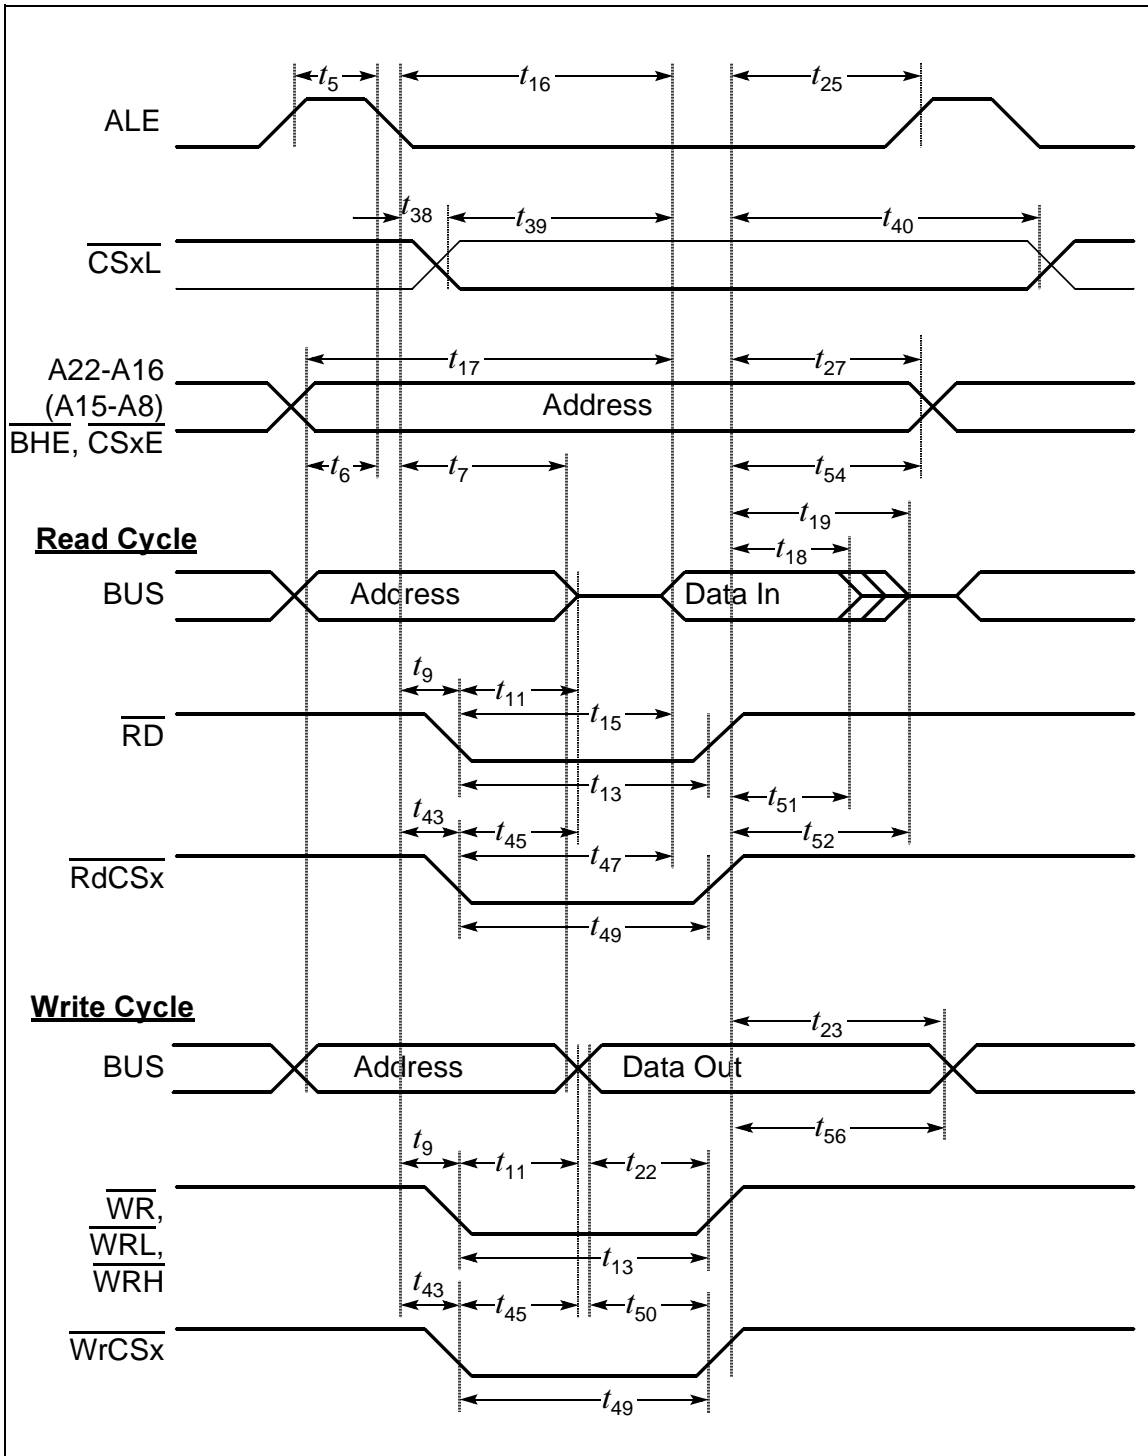 t5 t16 t25
ALE
t38 t39 t40
CSxL
t17 t27
A22-A16
(A15-A8)
BHE, CSxE
Address
t6 t7 t54
t19
Read Cycle
t18
BUS Address Data In
t9 t11
t15
RD
t13 t51
t43 t45 t52
t47
RdCSx
t49
Write Cycle
t23
BUS Address Data Out
t56
t9 t11 t22
WR,
WRL,
t13
WRH
t43 t45 t50
WrCSx
t49